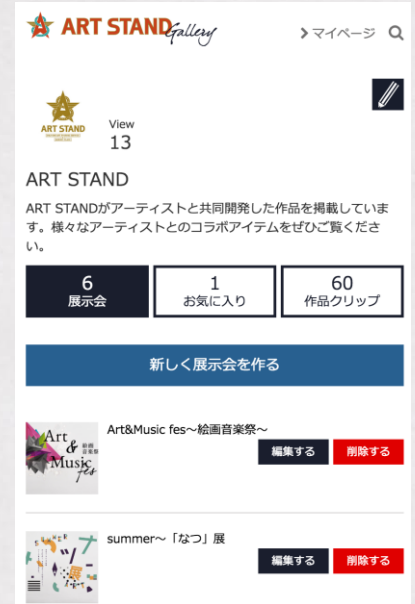 ART STAND Gallery
マイページ
ART STAND
View
13
ART STAND
ART STANDがアーティストと共同開発した作品を掲載していま
す。様々なアーティストとのコラボアイテムをぜひご覧くださ
い。
6
展示会
1
お気に入り
60
作品クリップ
新しく展示会を作る
Art&Music fes～絵画音楽祭～
Art
&
Music
fes
絵画
音楽祭
編集する
削除する
summer～「なつ」展
編集する
削除する